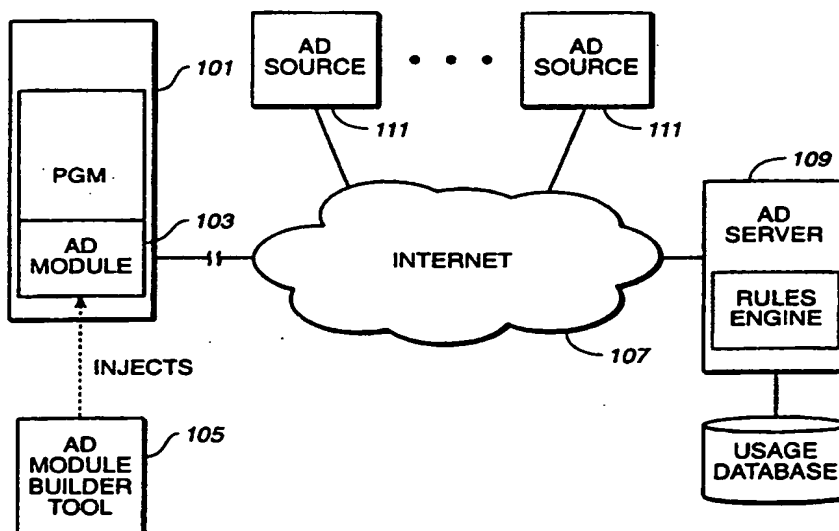 101
AD
SOURCE
• • •
AD
SOURCE
111
111
109
PGM
103
AD
MODULE
INTERNET
AD
SERVER
RULES
ENGINE
107
INJECTS
105
AD
MODULE
BUILDER
TOOL
USAGE
DATABASE